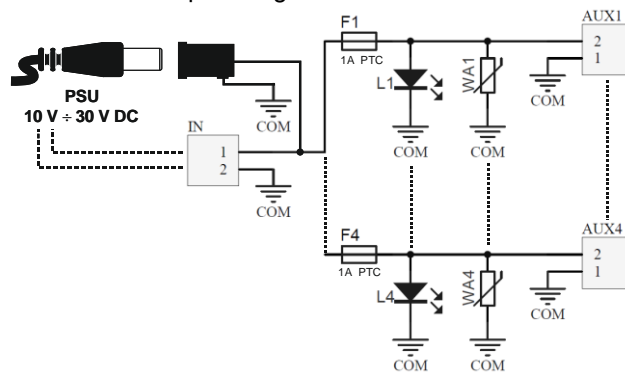 AUX1
F1
2
1A PTC
1
L1
WA1
COM
PSU
10 V ÷ 30 V DC
COM
IN
COM
COM
1
2
COM
AUX4
F4
2
1A PTC
1
L4
WA4
COM
COM
COM